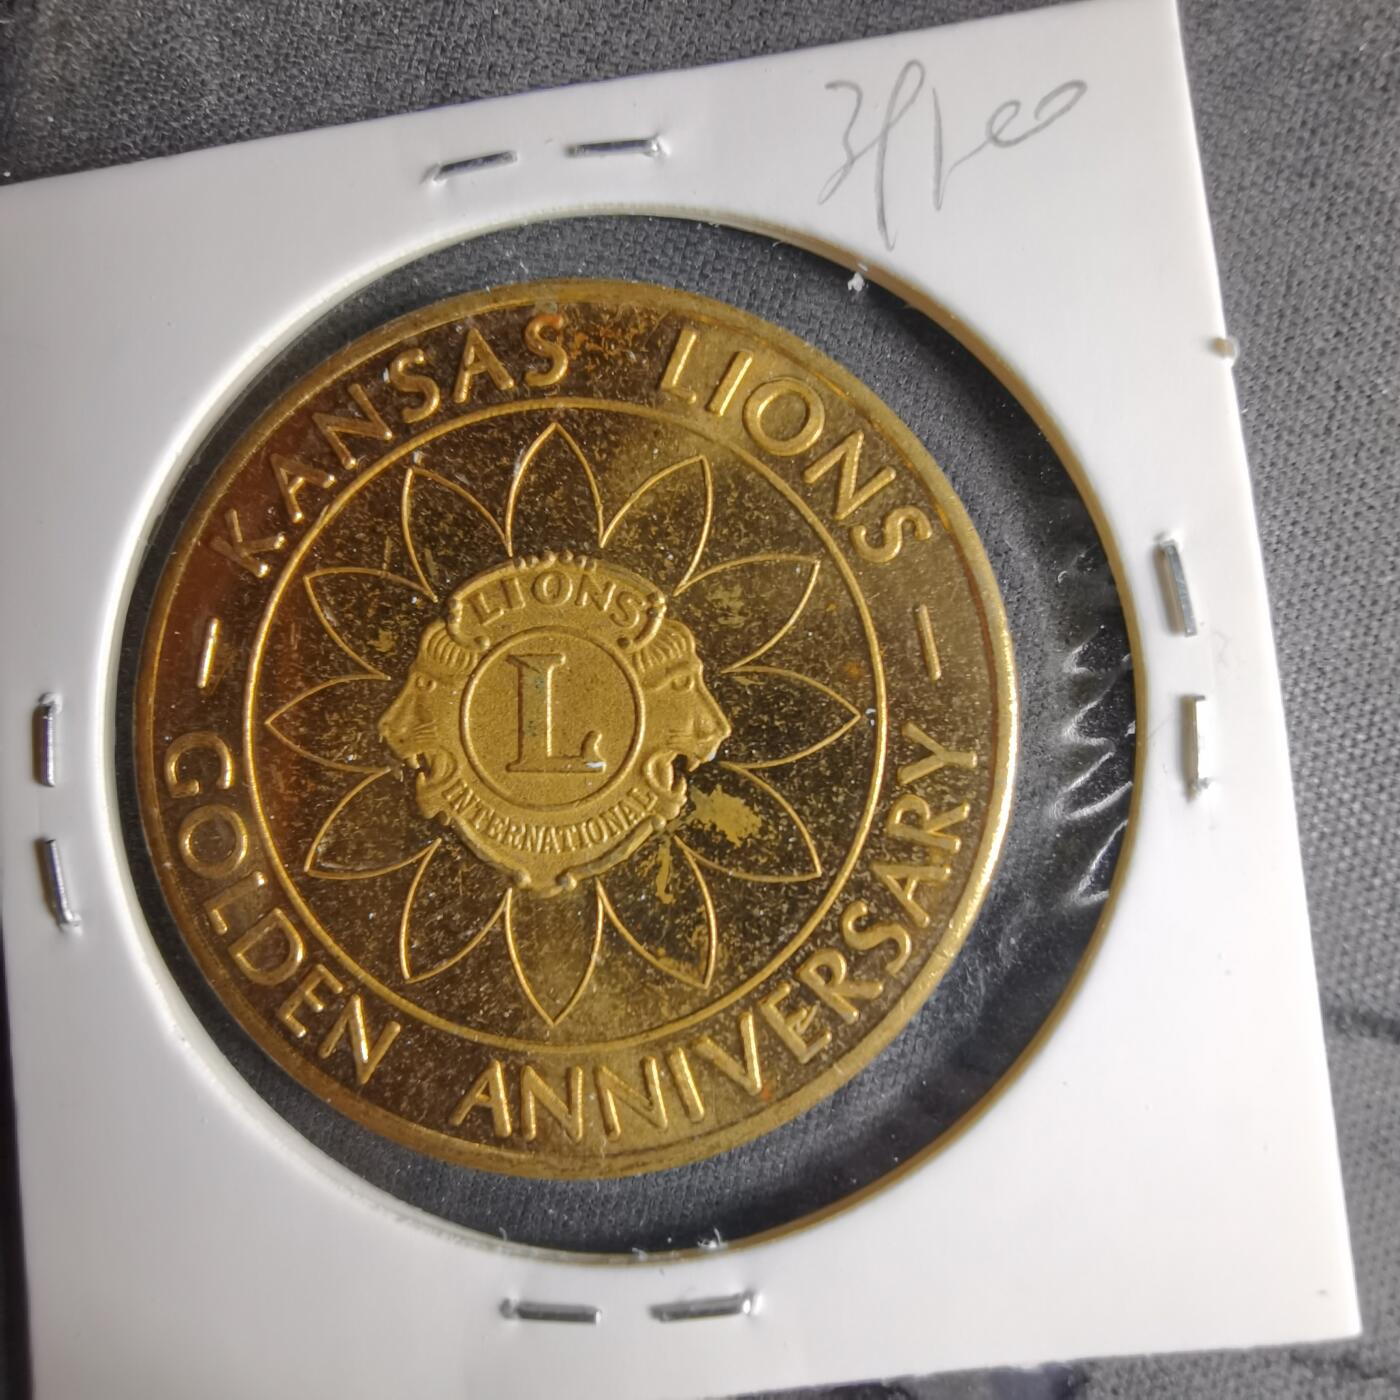 KANSAS LIONS
LIONS
L
INTERNATIONAL
GOLDEN ANNIVERSARY